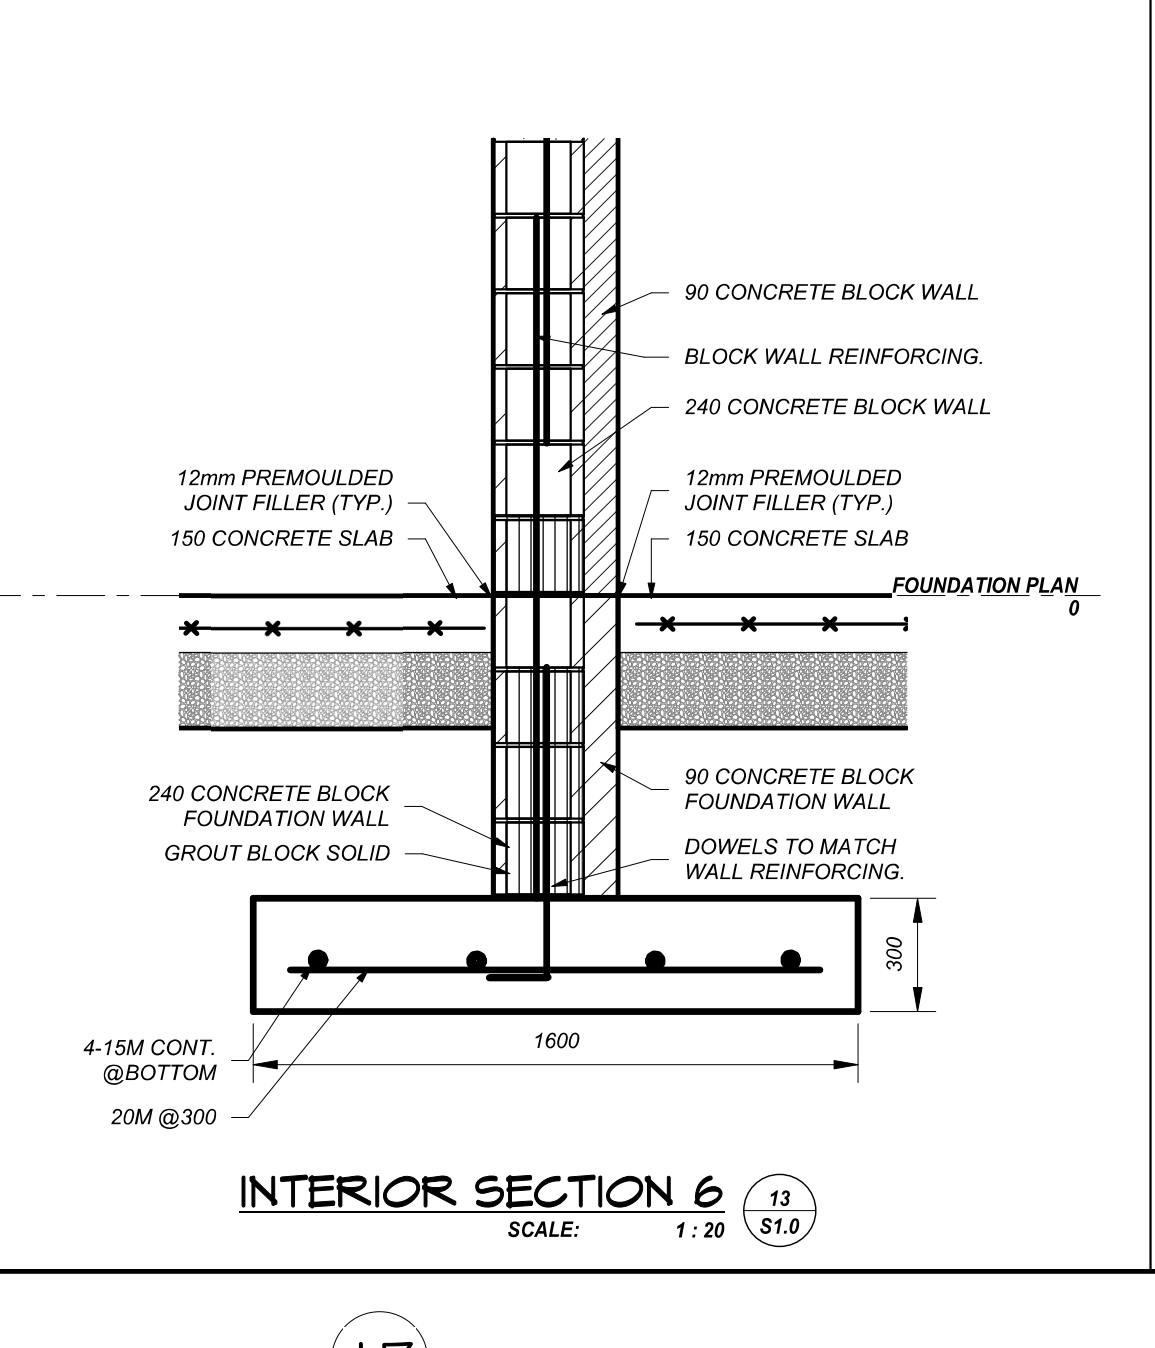 90 CONCRETE BLOCK WALL
BLOCK WALL REINFORCING.
240 CONCRETE BLOCK WALL
12mm PREMOULDED
JOINT FILLER (TYP.)
150 CONCRETE SLAB
12mm PREMOULDED
JOINT FILLER (TYP.)
150 CONCRETE SLAB
FOUNDATION PLAN
0
240 CONCRETE BLOCK
FOUNDATION WALL
GROUT BLOCK SOLID
90 CONCRETE BLOCK
FOUNDATION WALL
DOWELS TO MATCH
WALL REINFORCING.
300
1600
4-15M CONT.
@BOTTOM
20M @300
INTERIOR SECTION 6
SCALE: 1 : 20
13
S1.0